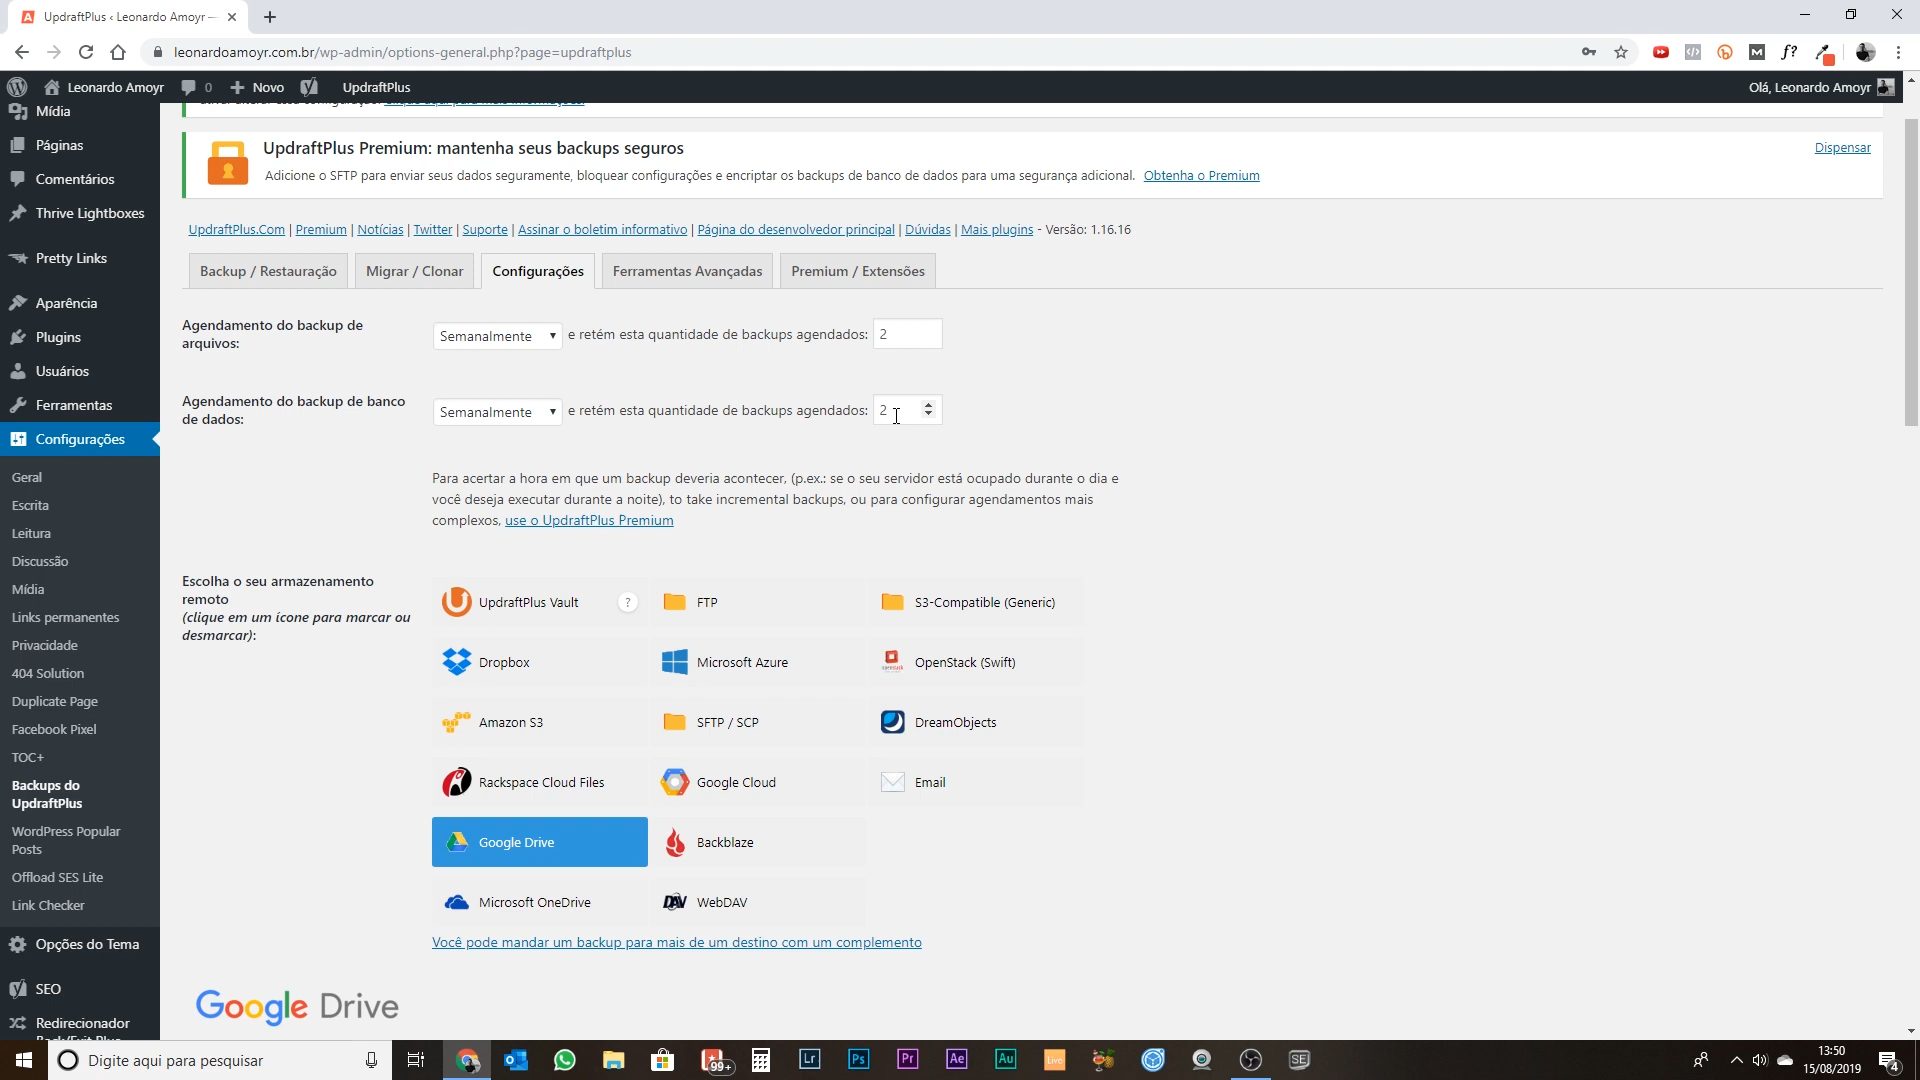 UpdraftPlus ‹ Leonardo Amoyr —
leonardoamoyr.com.br/wp-admin/options-general.php?page=updraftplus
Leonardo Amoyr
0
Novo
UpdraftPlus
Olá, Leonardo Amoyr
Mídia
Páginas
Comentários
Thrive Lightboxes
Pretty Links
Aparência
Plugins
Usuários
Ferramentas
Configurações
Geral
Escrita
Leitura
Discussão
Mídia
Links permanentes
Privacidade
404 Solution
Duplicate Page
Facebook Pixel
TOC+
Backups do
UpdraftPlus
WordPress Popular
Posts
Offload SES Lite
Link Checker
Opções do Tema
SEO
Redirecionador
UpdraftPlus Premium: mantenha seus backups seguros
Dispensar
Adicione o SFTP para enviar seus dados seguramente, bloquear configurações e encriptar os backups de banco de dados para uma segurança adicional. Obtenha o Premium
UpdraftPlus.Com | Premium | Notícias | Twitter | Suporte | Assinar o boletim informativo | Página do desenvolvedor principal | Dúvidas | Mais plugins - Versão: 1.16.16
Backup / Restauração
Migrar / Clonar
Configurações
Ferramentas Avançadas
Premium / Extensões
Agendamento do backup de
arquivos:
Semanalmente
e retém esta quantidade de backups agendados:
2
Agendamento do backup de banco
de dados:
Semanalmente
e retém esta quantidade de backups agendados:
2
Para acertar a hora em que um backup deveria acontecer, (p.ex.: se o seu servidor está ocupado durante o dia e
você deseja executar durante a noite), to take incremental backups, ou para configurar agendamentos mais
complexos, use o UpdraftPlus Premium
Escolha o seu armazenamento
remoto
(clique em um ícone para marcar ou
desmarcar):
UpdraftPlus Vault
?
FTP
S3-Compatible (Generic)
Dropbox
Microsoft Azure
OpenStack (Swift)
Amazon S3
SFTP / SCP
DreamObjects
Rackspace Cloud Files
Google Cloud
Email
Google Drive
Backblaze
Microsoft OneDrive
DAV
WebDAV
Você pode mandar um backup para mais de um destino com um complemento
Google Drive
Digite aqui para pesquisar
99+
Lr
Ps
Pr
Ae
Au
Live
SE
13:50
15/08/2019
4